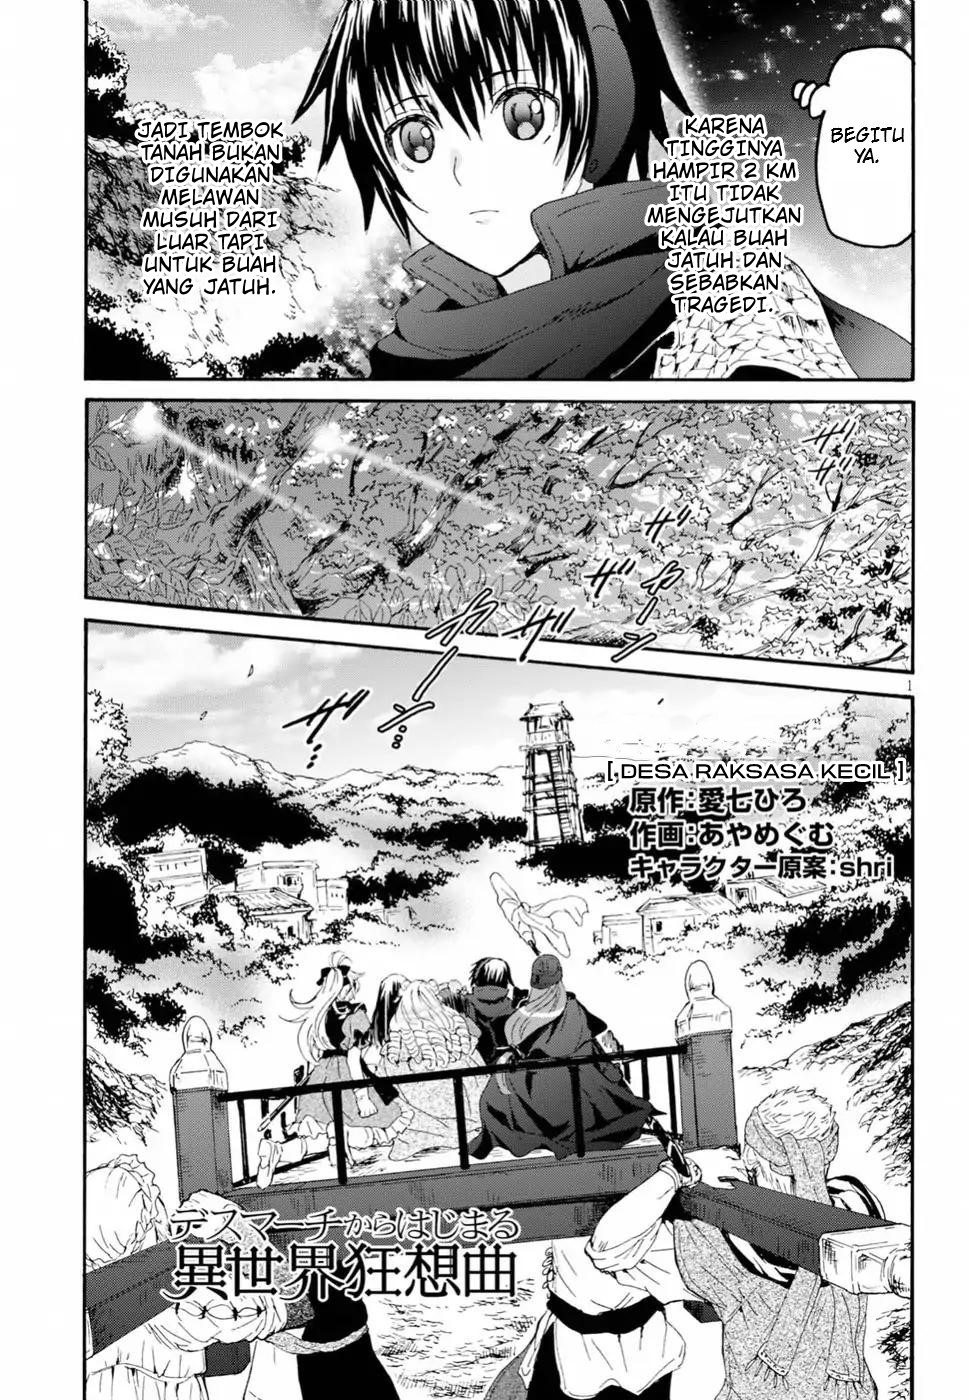 BEGITU
YA.
KARENA
TINGGINYA
HAMPIR 2 KM
ITU TIDAK
MENGEJUTKAN
KALAU BUAH
JATUH DAN
SEBABKAN
TRAGEDI.
JADI TEMBOK
TANAH BUKAN
DIGUNAKAN
MELAWAN
MUSUH DARI
LUAR TAPI
UNTUK BUAH
YANG JATUH.
1
[ DESA RAKSASA KECIL ]
原作：愛七ひろ
作画：あやめぐむ
キャラクター原案：shri
デスマーチからはじまる
異世界狂想曲